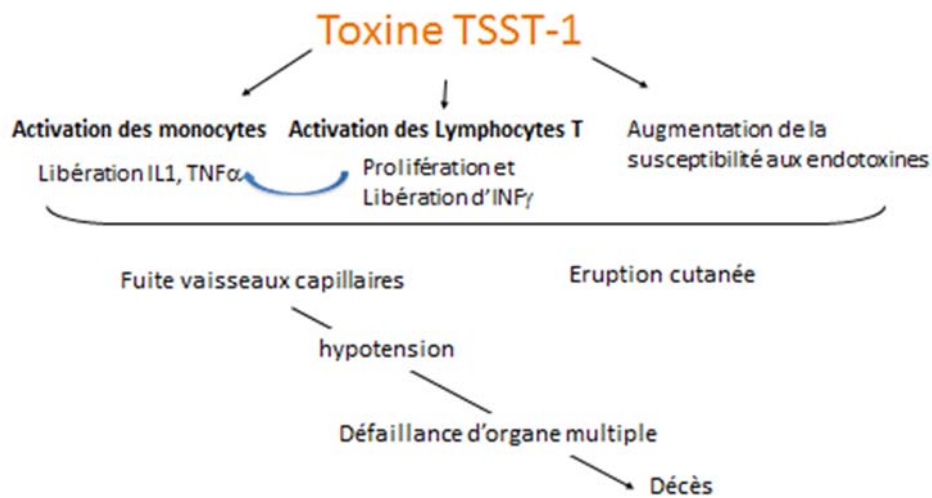 Toxine TSST-1
Activation des monocytes
Libération IL1, TNFα
Activation des Lymphocytes T
Prolifération et
Libération d'INFγ
Augmentation de la
susceptibilité aux endotoxines
Fuite vaisseaux capillaires
Eruption cutanée
hypotension
Défaillance d'organe multiple
Décès